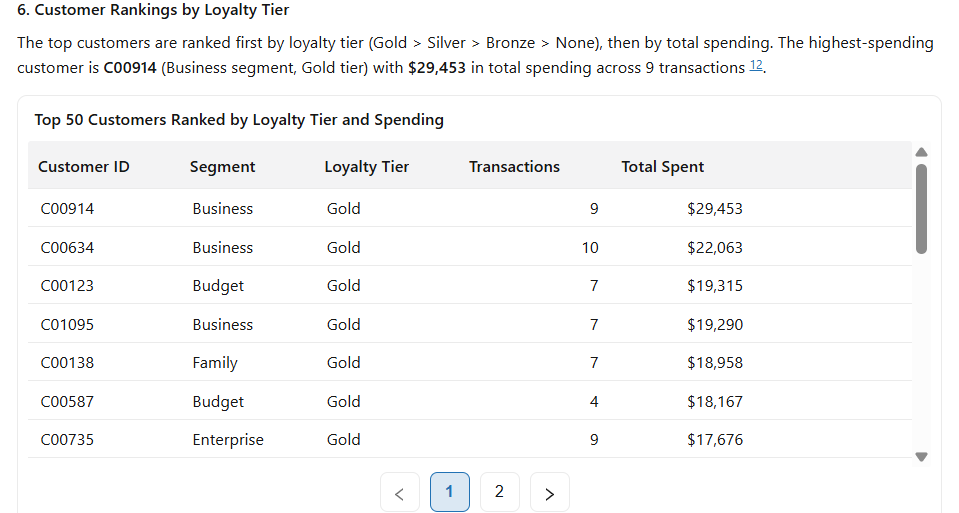 6. Customer Rankings by Loyalty Tier
The top customers are ranked first by loyalty tier (Gold > Silver > Bronze > None), then by total spending. The highest-spending
customer is C00914 (Business segment, Gold tier) with $29,453 in total spending across 9 transactions 12.
Top 50 Customers Ranked by Loyalty Tier and Spending
Customer ID Segment Loyalty Tier Transactions Total Spent
C00914 Business Gold 9 $29,453
C00634 Business Gold 10 $22,063
C00123 Budget Gold 7 $19,315
C01095 Business Gold 7 $19,290
C00138 Family Gold 7 $18,958
C00587 Budget Gold 4 $18,167
C00735 Enterprise Gold 9 $17,676
< 1 2 >